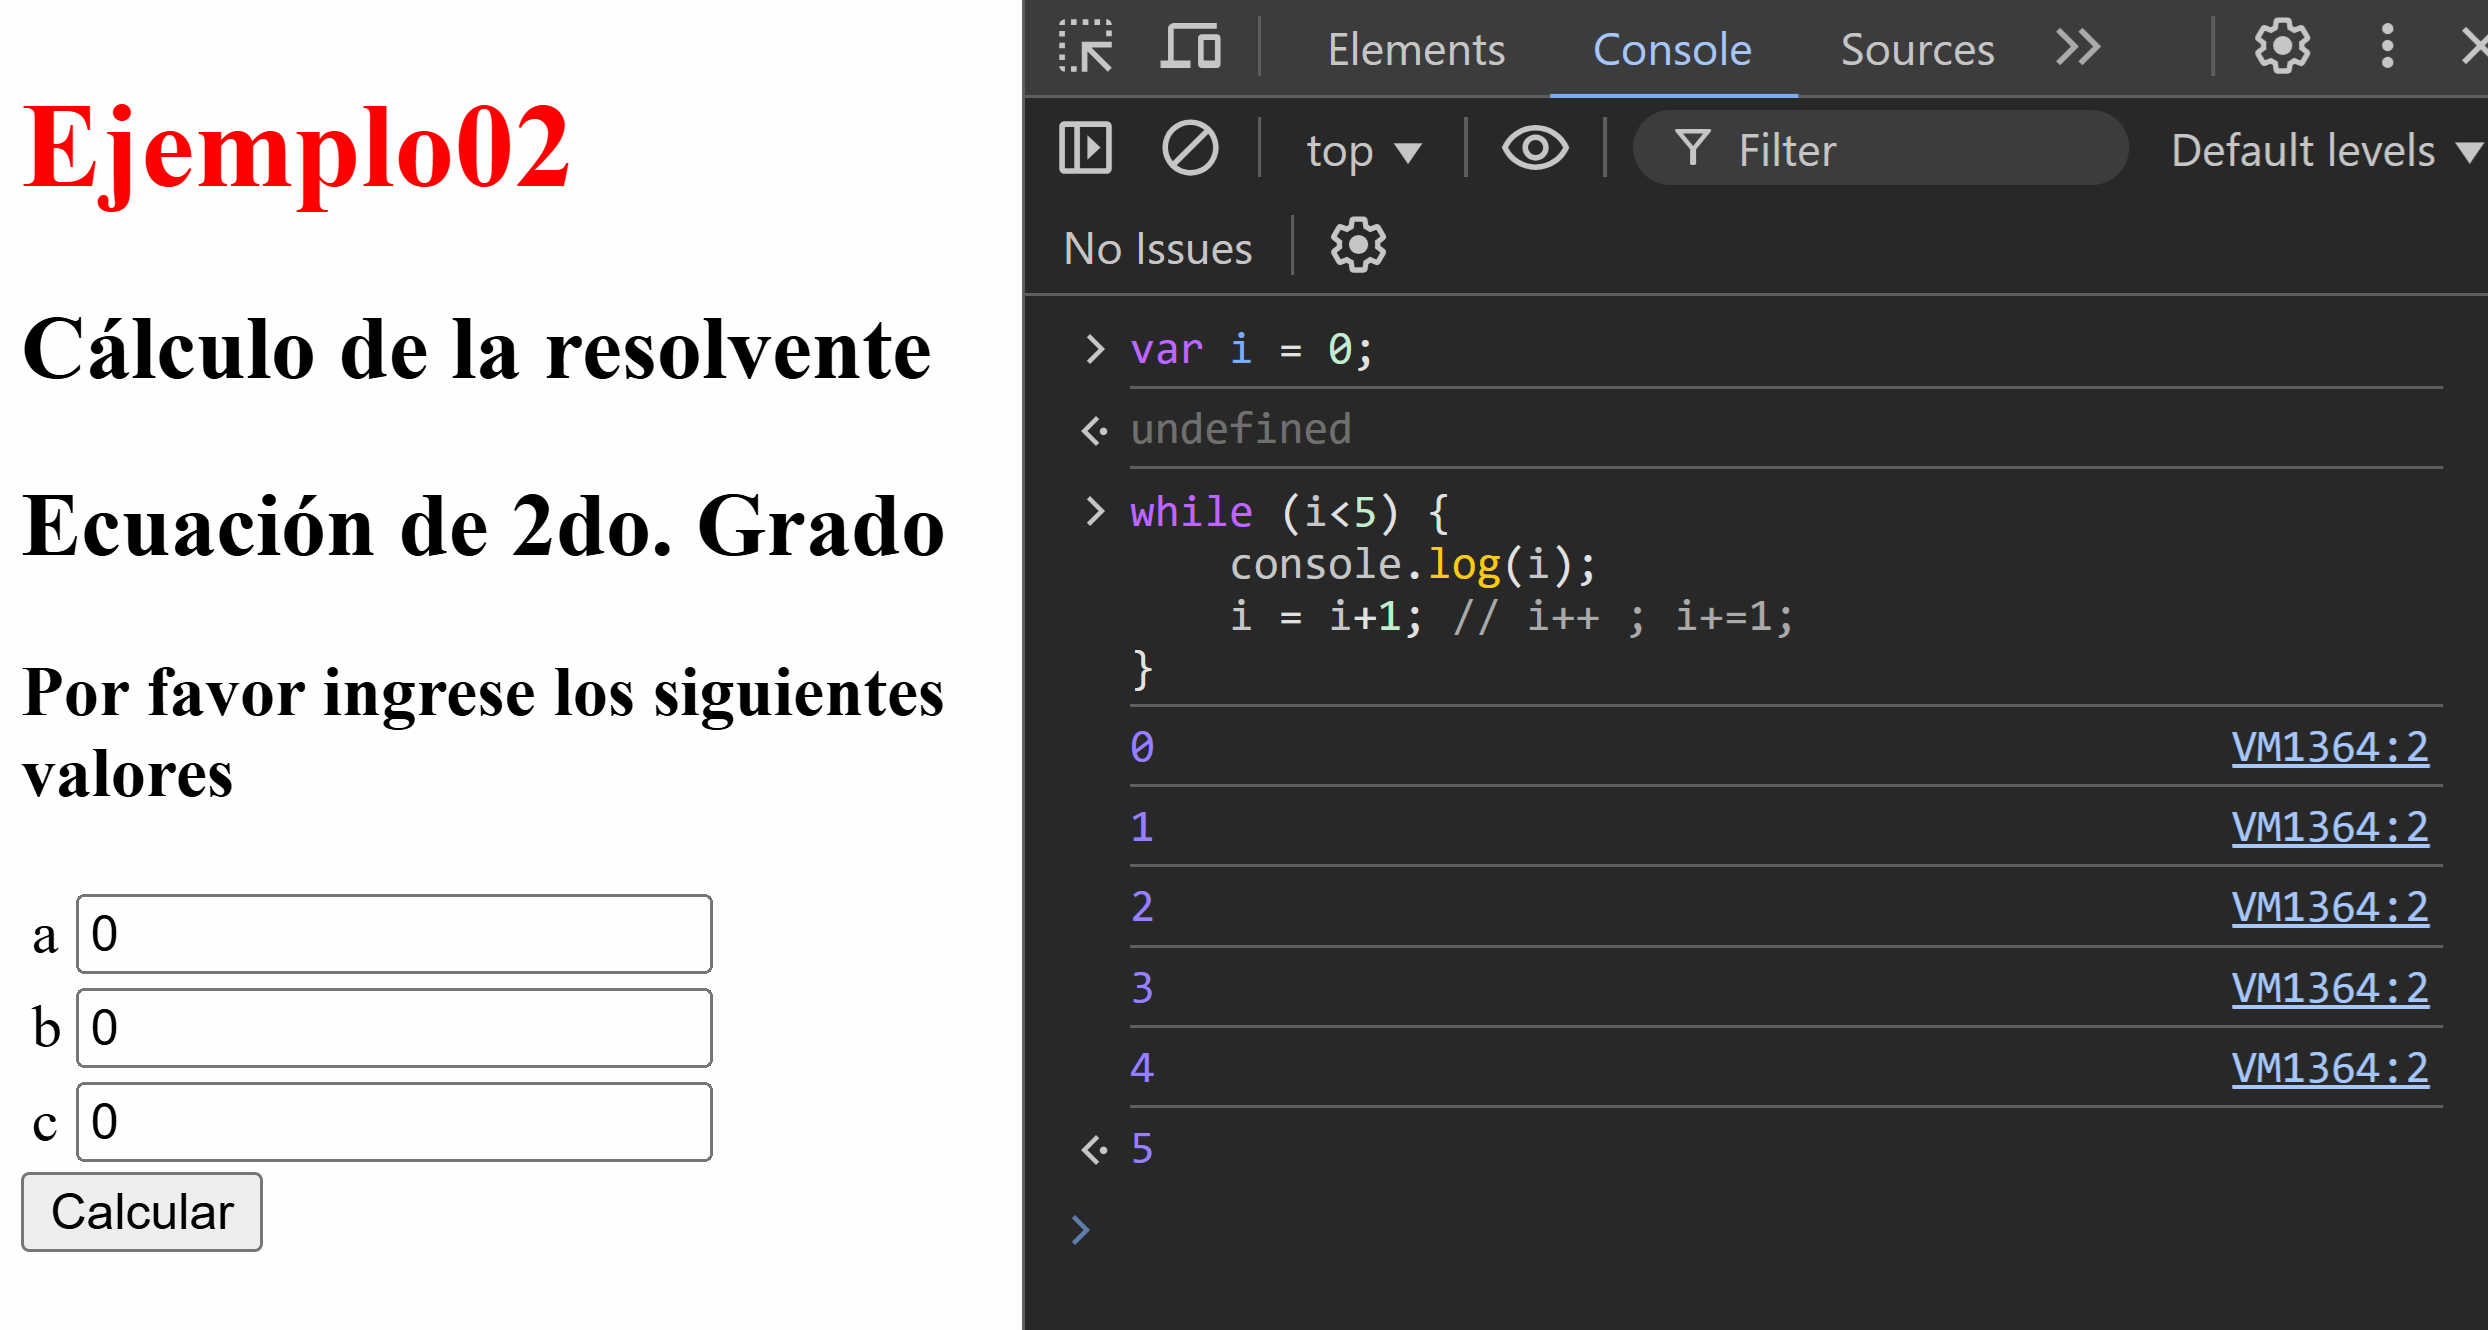 Ejemplo02
Cálculo de la resolvente
Ecuación de 2do. Grado
Por favor ingrese los siguientes
valores
a 0
b 0
c 0
Calcular
Elements Console Sources
top Filter Default levels
No Issues
var i = 0;
undefined
while (i<5) {
    console.log(i);
    i = i+1; // i++ ; i+=1;
}
0 VM1364:2
1 VM1364:2
2 VM1364:2
3 VM1364:2
4 VM1364:2
5